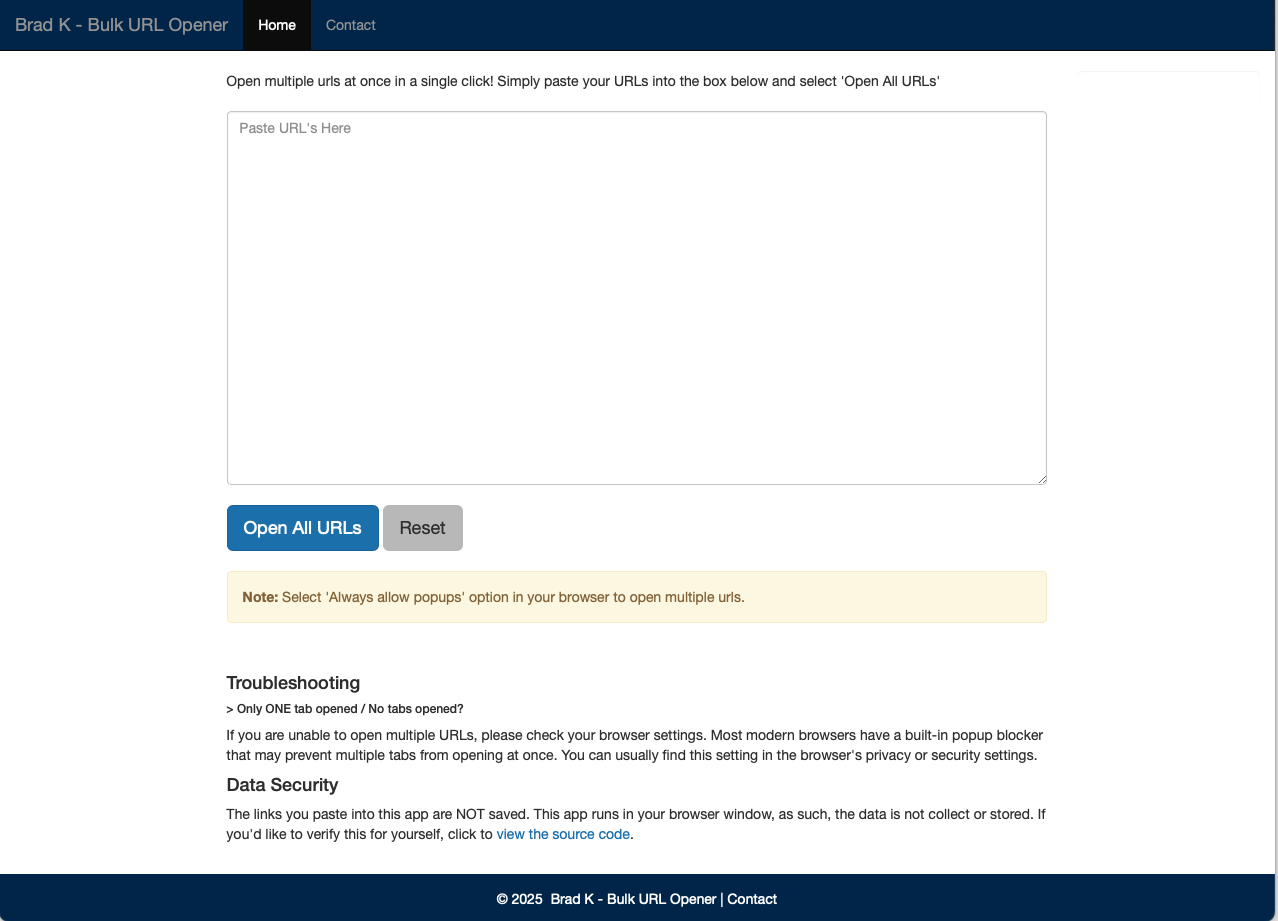 Brad K - Bulk URL Opener Home Contact
Open multiple urls at once in a single click! Simply paste your URLs into the box below and select 'Open All URLs'
Paste URL's Here
Open All URLs Reset
Note: Select 'Always allow popups' option in your browser to open multiple urls.
Troubleshooting
> Only ONE tab opened / No tabs opened?
If you are unable to open multiple URLs, please check your browser settings. Most modern browsers have a built-in popup blocker
that may prevent multiple tabs from opening at once. You can usually find this setting in the browser's privacy or security settings.
Data Security
The links you paste into this app are NOT saved. This app runs in your browser window, as such, the data is not collect or stored. If
you'd like to verify this for yourself, click to view the source code.
© 2025 Brad K - Bulk URL Opener | Contact